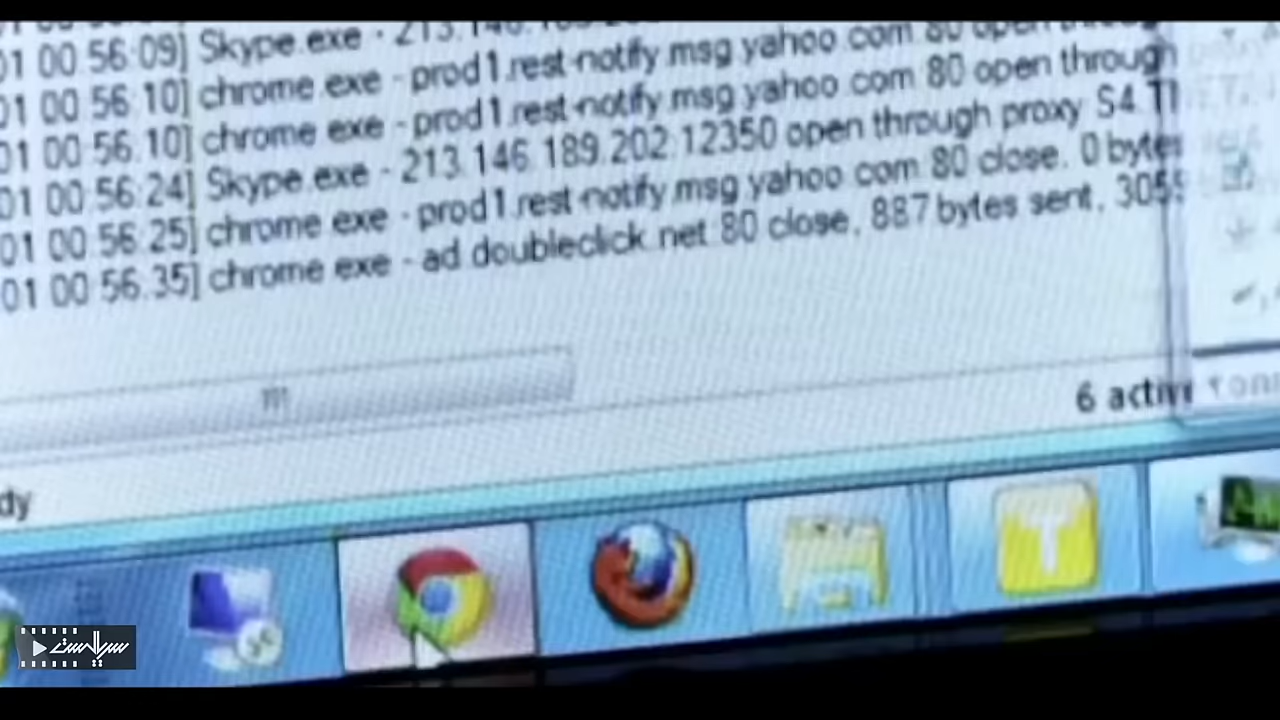 01 00:56:09] Skype.exe - 213.146.
01 00:56:10] chrome.exe - prod1.rest-notify.msg.yahoo.com:80 open
01 00:56:10] chrome.exe - prod1.rest-notify.msg.yahoo.com:80 open through
01 00:56:24] Skype.exe - 213.146.189.202:12350 open through proxy S4.T
01 00:56:25] chrome.exe - prod1.rest-notify.msg.yahoo.com:80 close, 0 bytes
01 00:56:35] chrome.exe - ad.doubleclick.net:80 close, 887 bytes sent, 305
6 active
dy
T
سیاست